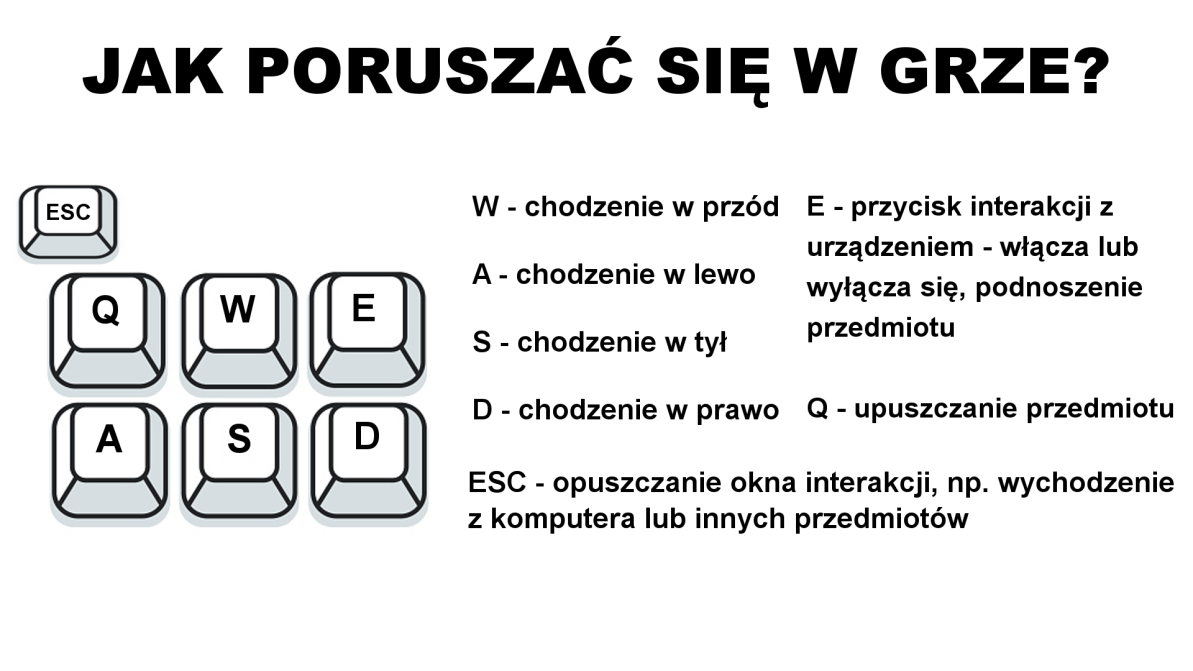 JAK PORUSZAĆ SIĘ W GRZE?
ESC
Q
W
E
A
S
D
W - chodzenie w przód
A - chodzenie w lewo
S - chodzenie w tył
D - chodzenie w prawo
E - przycisk interakcji z
urządzeniem - włącza lub
wyłącza się, podnoszenie
przedmiotu
Q - upuszczanie przedmiotu
ESC - opuszczanie okna interakcji, np. wychodzenie
z komputera lub innych przedmiotów